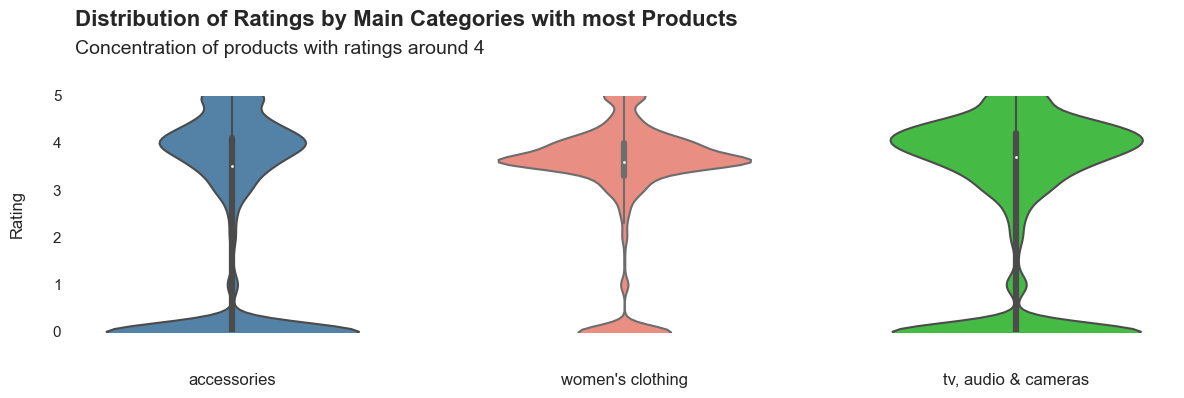 Distribution of Ratings by Main Categories with most Products
Concentration of products with ratings around 4
5
4
3
2
1
0
Rating
accessories
women's clothing
tv, audio & cameras